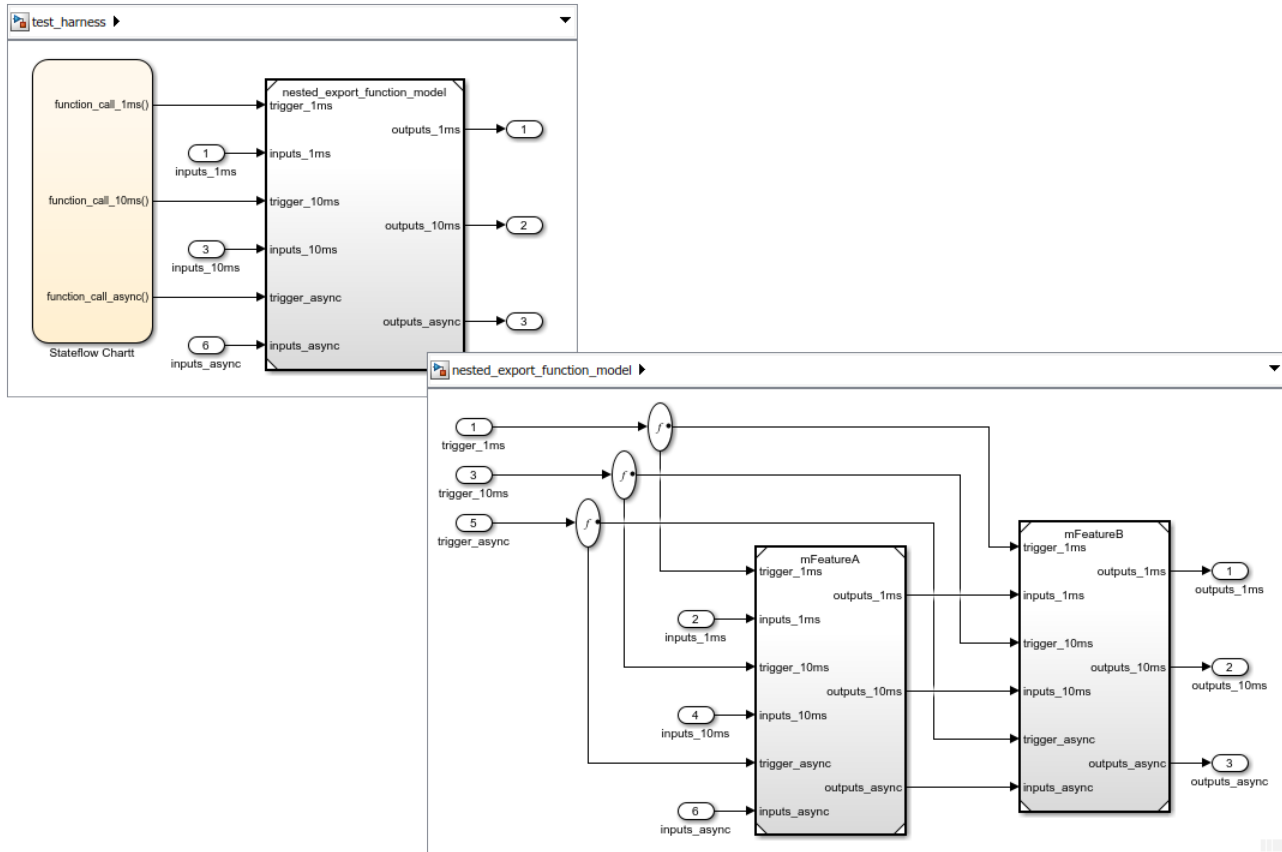 test_harness
nested_export_function_model
function_call_1ms()
trigger_1ms
outputs_1ms
1
1
inputs_1ms
inputs_1ms
function_call_10ms()
trigger_10ms
outputs_10ms
2
3
inputs_10ms
inputs_10ms
function_call_async()
trigger_async
outputs_async
3
6
inputs_async
inputs_async
Stateflow Chartt
nested_export_function_model
1
trigger_1ms
f
3
trigger_10ms
f
5
trigger_async
f
mFeatureA
trigger_1ms
outputs_1ms
2
inputs_1ms
inputs_1ms
trigger_10ms
outputs_10ms
4
inputs_10ms
inputs_10ms
trigger_async
outputs_async
6
inputs_async
inputs_async
mFeatureB
trigger_1ms
outputs_1ms
1
outputs_1ms
inputs_1ms
trigger_10ms
outputs_10ms
2
outputs_10ms
inputs_10ms
trigger_async
outputs_async
3
outputs_async
inputs_async